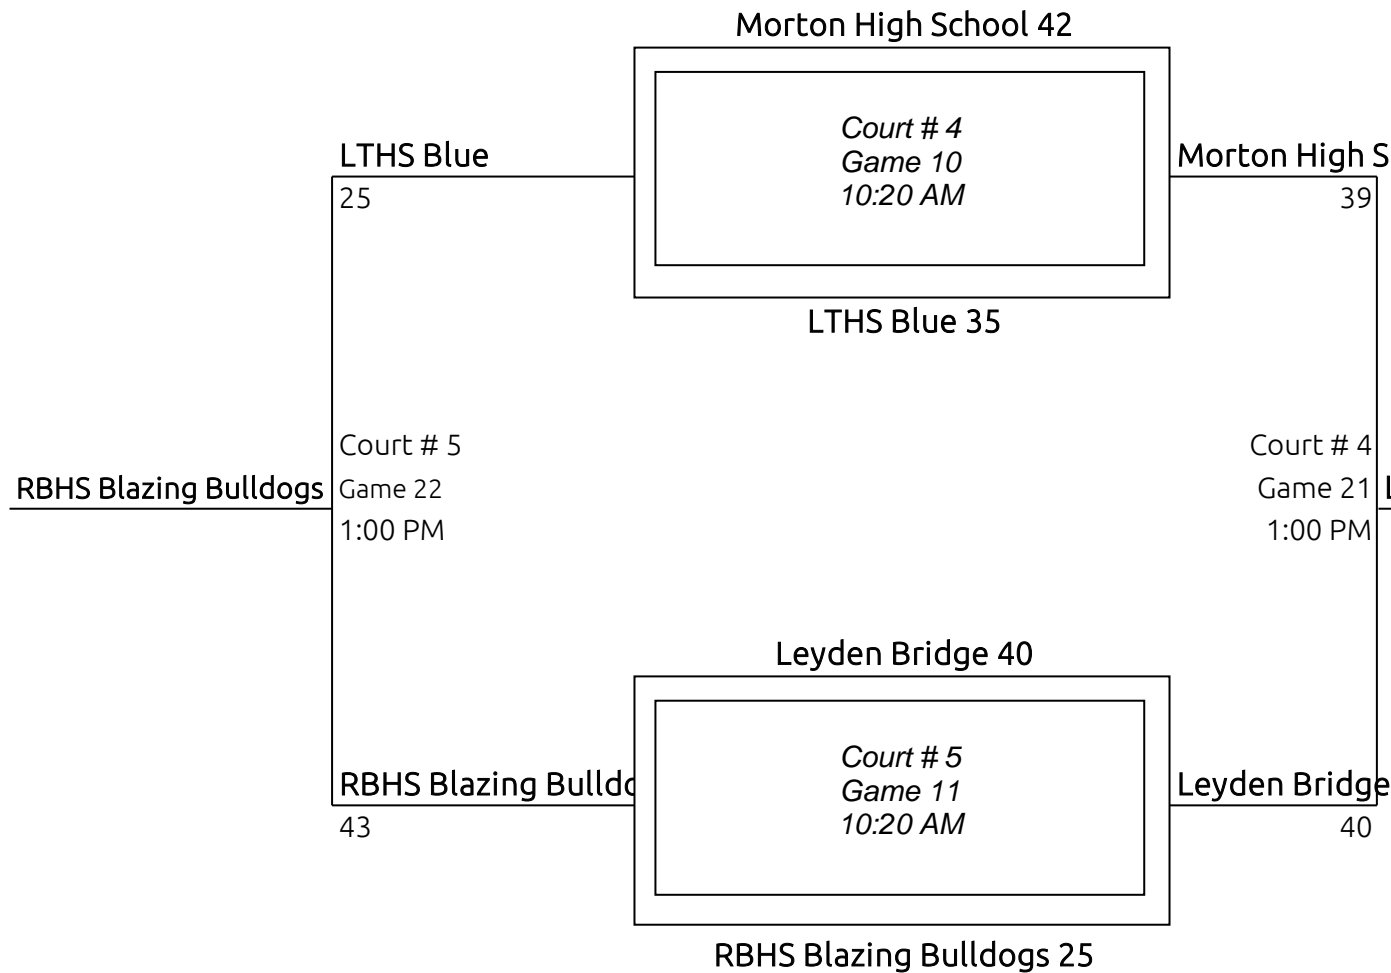 Morton High School 42
Court # 4
Game 10
10:20 AM
LTHS Blue
25
Morton High S
39
LTHS Blue 35
Court # 5
RBHS Blazing Bulldogs
Game 22
1:00 PM
Court # 4
Game 21
1:00 PM
Leyden Bridge 40
Court # 5
Game 11
10:20 AM
RBHS Blazing Bulldo
43
Leyden Bridge
40
RBHS Blazing Bulldogs 25